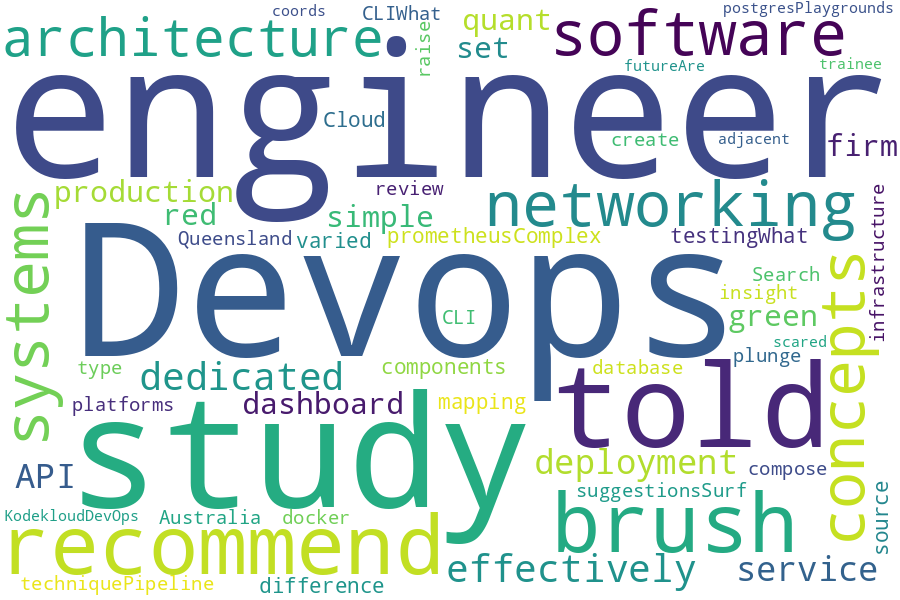 coords
CLIWhat
quant
postgresPlaygrounds
architecture
raise
set
software
futureAre
trainee
engineer
Cloud
create
adjacent
firm
production
review
networking
systems
red
simple
infrastructure
Queensland
varied
prometheusComplex
testingWhat
Devops
Search
insight
concepts
CLI
green
scared
plunge
type
dedicated
components
database
told
platforms
dashboard
mapping
study
API
deployment
compose
suggestionsSurf
source
KodekloudDevOps
Australia
docker
brush
recommend
effectively
service
techniquePipeline
difference